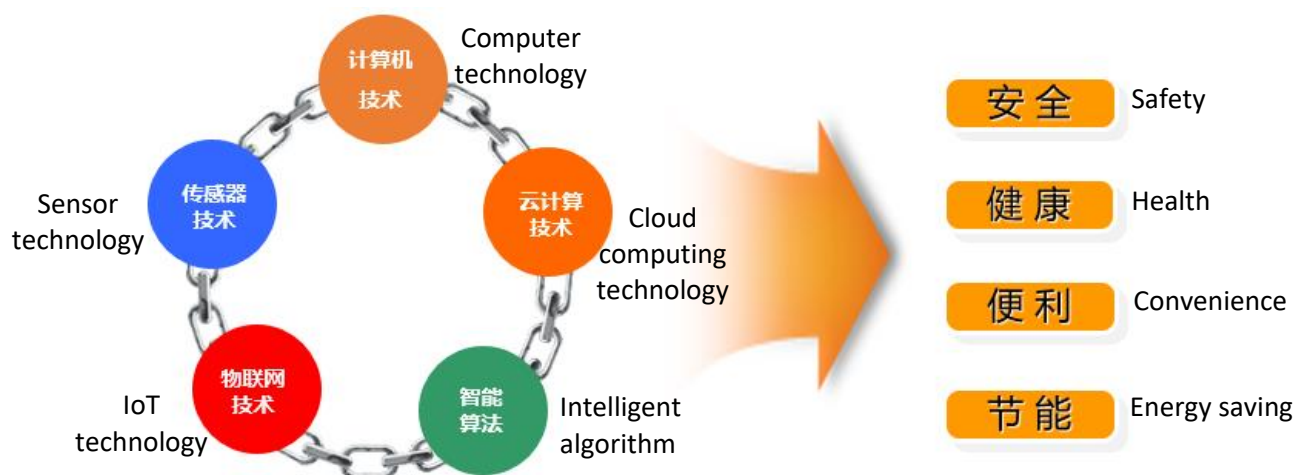 计算机
技术
Computer
technology
传感器
技术
Sensor
technology
云计算
技术
Cloud
computing
technology
物联网
技术
IoT
technology
智能
算法
Intelligent
algorithm
安全
Safety
健康
Health
便利
Convenience
节能
Energy saving